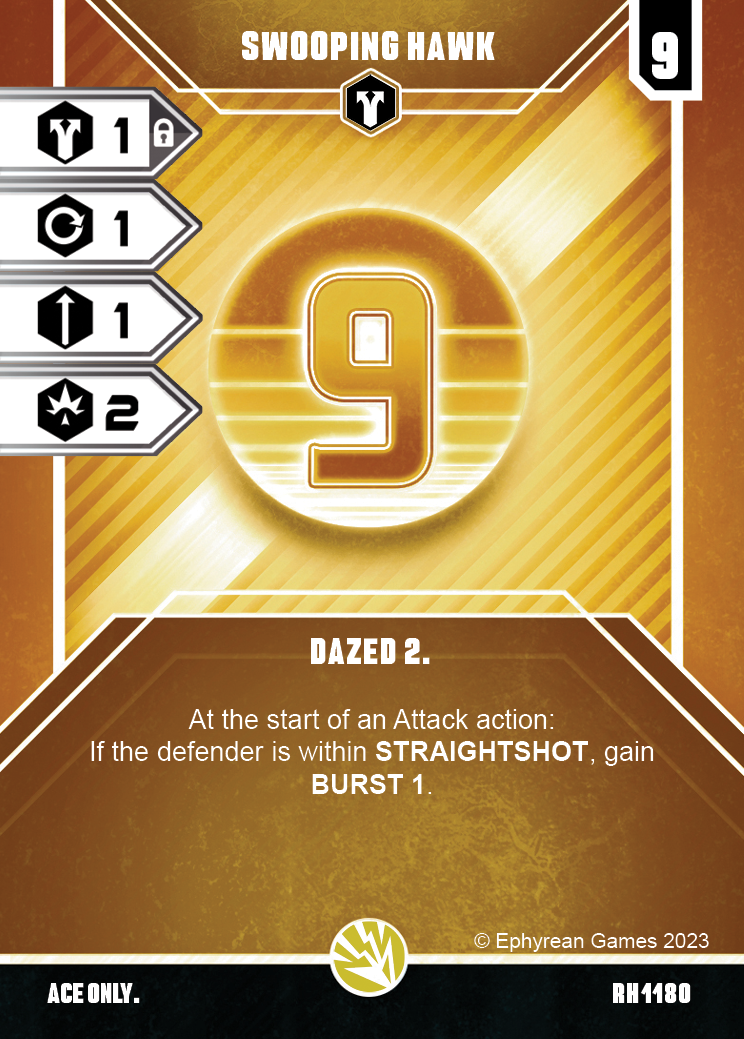 SWOOPING HAWK
9
1
1
1
2
9
DAZED 2.
At the start of an Attack action:
If the defender is within STRAIGHTSHOT, gain
BURST 1.
© Ephyrean Games 2023
ACE ONLY.
RH1180